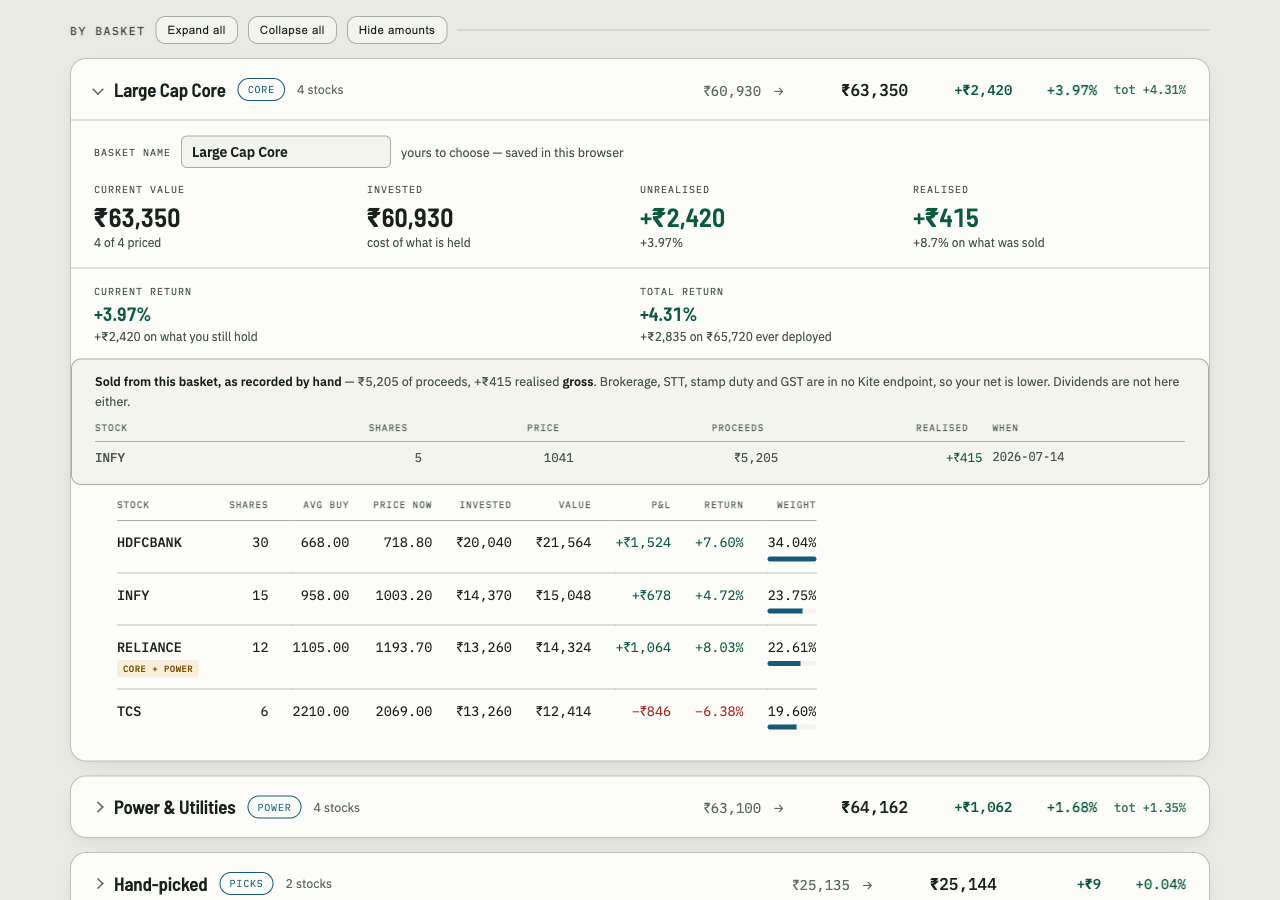 BY BASKET Expand all Collapse all Hide amounts
Large Cap Core CORE 4 stocks ₹60,930 → ₹63,350 +₹2,420 +3.97% tot +4.31%
BASKET NAME Large Cap Core yours to choose — saved in this browser
CURRENT VALUE INVESTED UNREALISED REALISED
₹63,350 ₹60,930 +₹2,420 +₹415
4 of 4 priced cost of what is held +3.97% +8.7% on what was sold
CURRENT RETURN TOTAL RETURN
+3.97% +4.31%
+₹2,420 on what you still hold +₹2,835 on ₹65,720 ever deployed
Sold from this basket, as recorded by hand — ₹5,205 of proceeds, +₹415 realised gross. Brokerage, STT, stamp duty and GST are in no Kite endpoint, so your net is lower. Dividends are not here
either.
STOCK SHARES PRICE PROCEEDS REALISED WHEN
INFY 5 1041 ₹5,205 +₹415 2026-07-14
STOCK SHARES AVG BUY PRICE NOW INVESTED VALUE P&L RETURN WEIGHT
HDFCBANK 30 668.00 718.80 ₹20,040 ₹21,564 +₹1,524 +7.60% 34.04%
INFY 15 958.00 1003.20 ₹14,370 ₹15,048 +₹678 +4.72% 23.75%
RELIANCE 12 1105.00 1193.70 ₹13,260 ₹14,324 +₹1,064 +8.03% 22.61%
CORE + POWER
TCS 6 2210.00 2069.00 ₹13,260 ₹12,414 −₹846 −6.38% 19.60%
Power & Utilities POWER 4 stocks ₹63,100 → ₹64,162 +₹1,062 +1.68% tot +1.35%
Hand-picked PICKS 2 stocks ₹25,135 → ₹25,144 +₹9 +0.04%